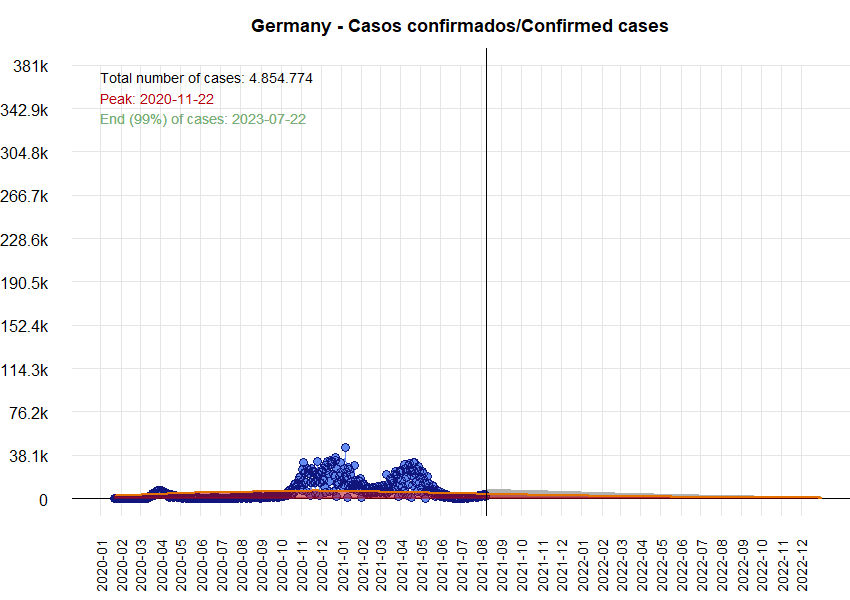 Germany - Casos confirmados/Confirmed cases
381k
Total number of cases: 4.854.774
Peak: 2020-11-22
342.9k
End (99%) of cases: 2023-07-22
304.8k
266.7k
228.6k
190.5k
152.4k
114.3k
76.2k
38.1k
0
2020-01
2020-02
2020-03
2020-04
2020-05
2020-06
2020-07
2020-08
2020-09
2020-10
2020-11
2020-12
2021-01
2021-02
2021-03
2021-04
2021-05
2021-06
2021-07
2021-08
2021-09
2021-10
2021-11
2021-12
2022-01
2022-02
2022-03
2022-04
2022-05
2022-06
2022-07
2022-08
2022-09
2022-10
2022-11
2022-12